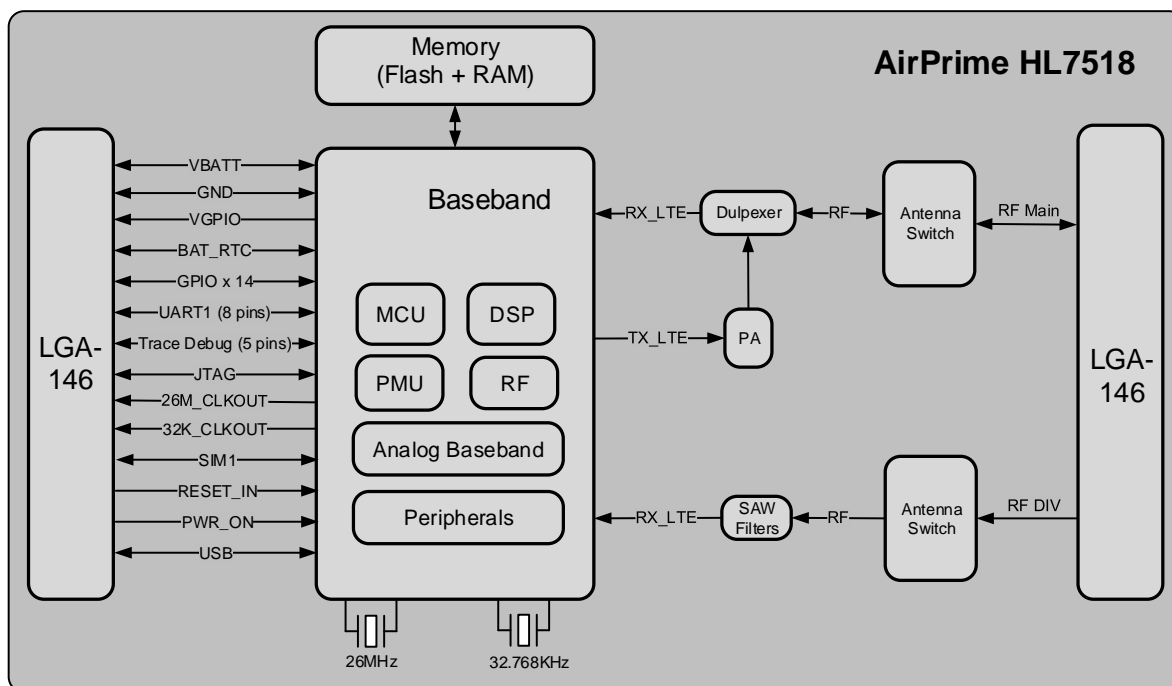 Memory
(Flash + RAM)
AirPrime HL7518
LGA-
146
VBATT
GND
VGPIO
BAT_RTC
GPIO x 14
UART1 (8 pins)
Trace Debug (5 pins)
JTAG
26M_CLKOUT
32K_CLKOUT
SIM1
RESET_IN
PWR_ON
USB
Baseband
MCU
DSP
PMU
RF
Analog Baseband
Peripherals
26MHz
32.768KHz
RX_LTE
Dulpexer
RF
Antenna
Switch
RF Main
TX_LTE
PA
RX_LTE
SAW
Filters
RF
Antenna
Switch
RF DIV
LGA-
146